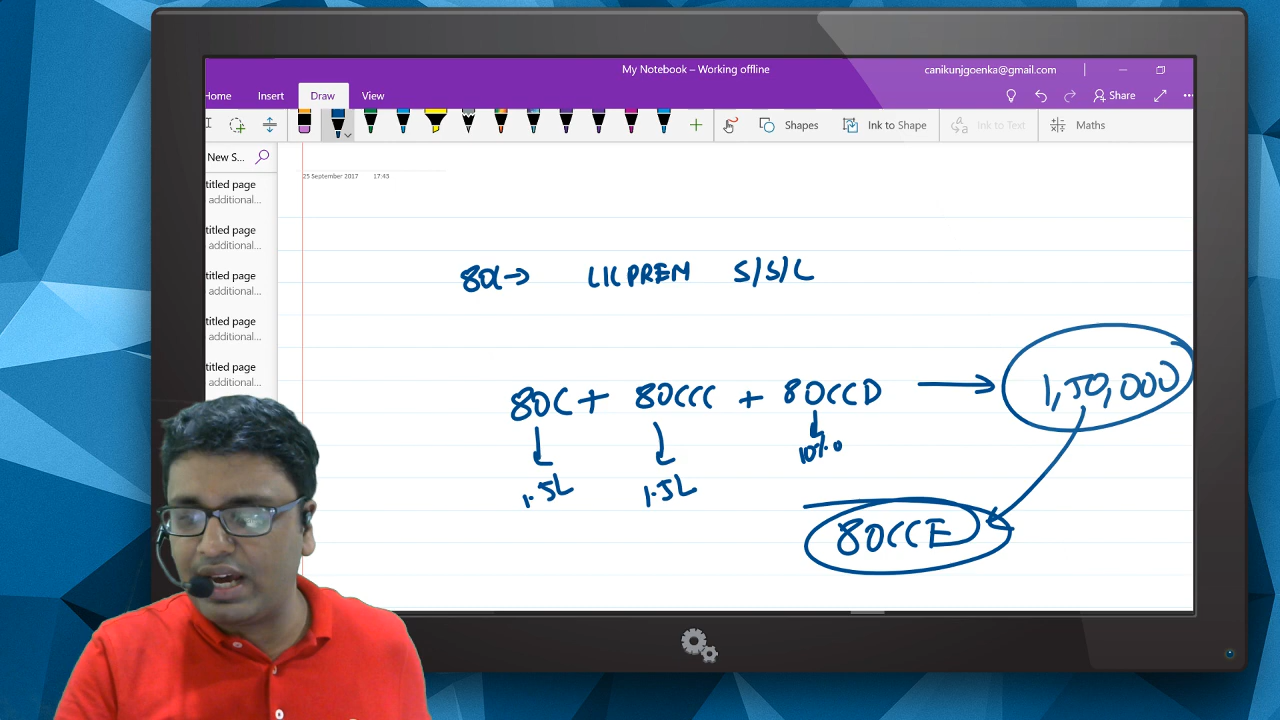 My Notebook – Working offline
canikunjgoenka@gmail.com
Home Insert Draw View
Share
Shapes
Ink to Shape
Ink to Text
Maths
New S...
titled page
additional...
titled page
additional...
titled page
additional...
titled page
additional...
titled page
additional...
25 September 2017 17:43
80C → LIC PREM S/S/L
80C + 80CCC + 80CCD → 1,50,000
1.5L 1.5L 10%
80CCE